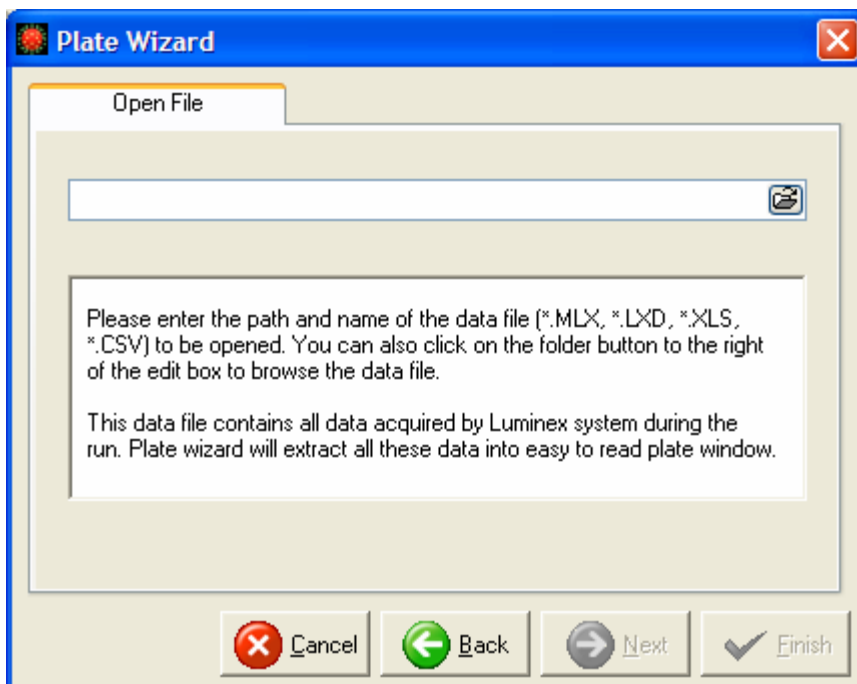 Plate Wizard
Open File
Please enter the path and name of the data file (*.MLX, *.LXD, *.XLS,
*.CSV) to be opened. You can also click on the folder button to the right
of the edit box to browse the data file.
This data file contains all data acquired by Luminex system during the
run. Plate wizard will extract all these data into easy to read plate window.
Cancel Back Next Finish